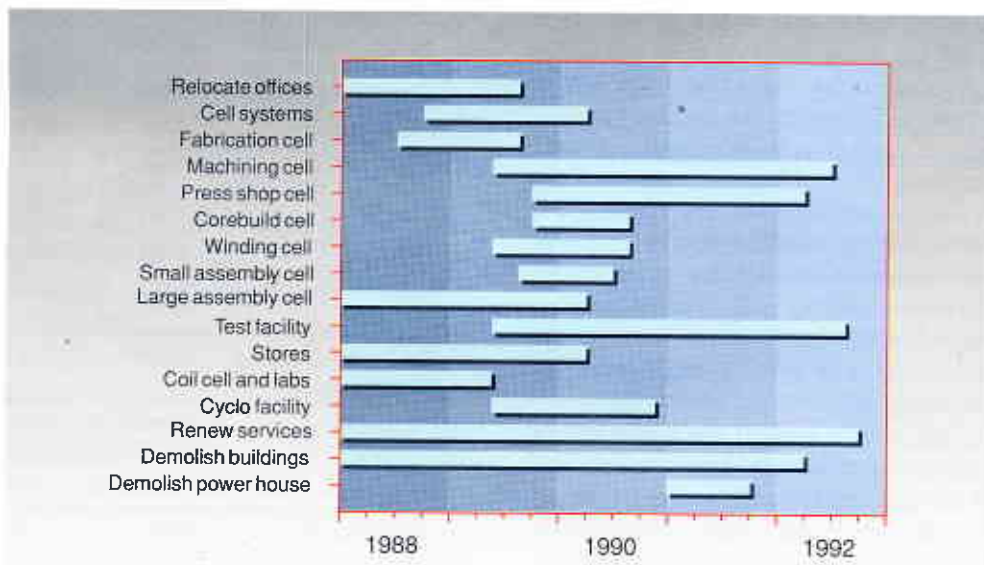 Relocate offices
Cell systems
Fabrication cell
Machining cell
Press shop cell
Corebuild cell
Winding cell
Small assembly cell
Large assembly cell
Test facility
Stores
Coil cell and labs
Cyclo facility
Renew services
Demolish buildings
Demolish power house
1988 1990 1992